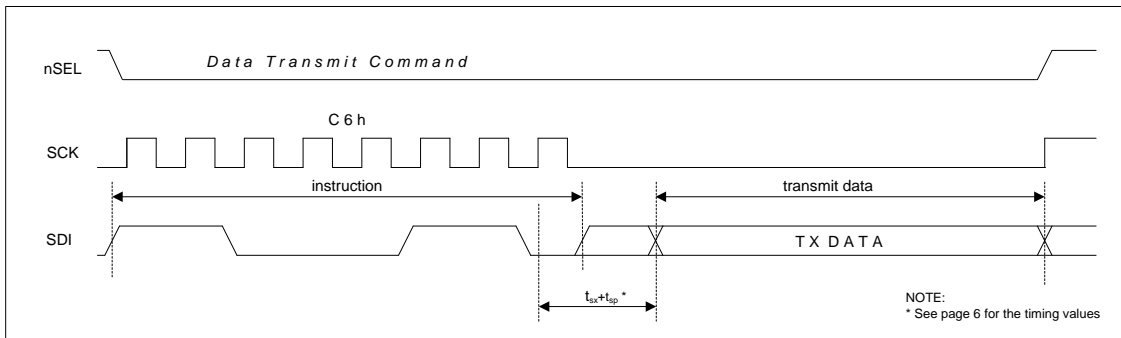 nSEL
Data Transmit Command
C6h
SCK
instruction
transmit data
SDI
TX DATA
tsx+tsp *
NOTE:
* See page 6 for the timing values